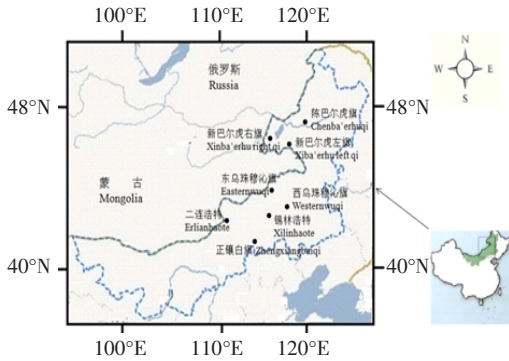 100°E 110°E 120°E
N
W E
S
俄罗斯
Russia
48°N 48°N
陈巴尔虎旗
Chenba'erhuqi
新巴尔虎右旗
Xinba'erhu right qi
新巴尔虎左旗
Xiba'erhu left qi
东乌珠穆沁旗
Easternwuqi
蒙 古
Mongolia
西乌珠穆沁旗
Westernwuqi
二连浩特
Erlianhaote
锡林浩特
Xilinhaote
正镶白旗 Zhengxiangbaiqi
40°N 40°N
100°E 110°E 120°E